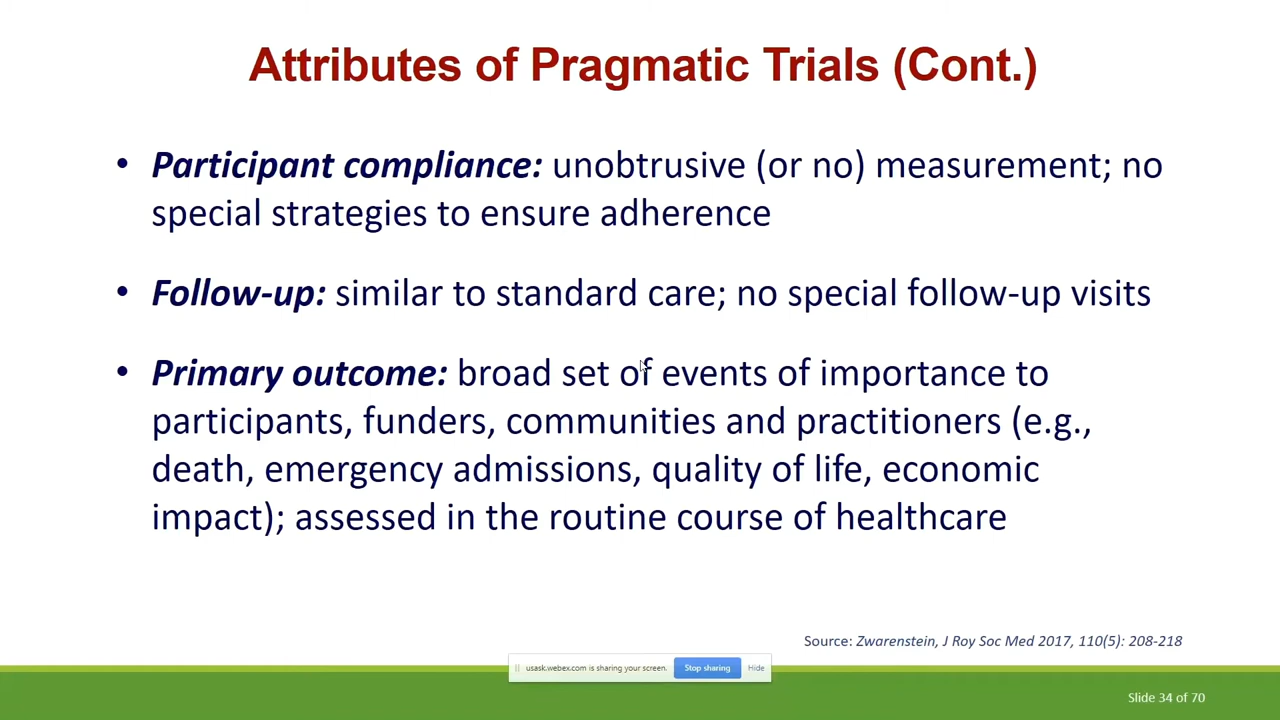 Attributes of Pragmatic Trials (Cont.)
• Participant compliance: unobtrusive (or no) measurement; no
special strategies to ensure adherence
• Follow-up: similar to standard care; no special follow-up visits
• Primary outcome: broad set of events of importance to
participants, funders, communities and practitioners (e.g.,
death, emergency admissions, quality of life, economic
impact); assessed in the routine course of healthcare
Source: Zwarenstein, J Roy Soc Med 2017, 110(5): 208-218
usask.webex.com is sharing your screen. Stop sharing Hide
Slide 34 of 70